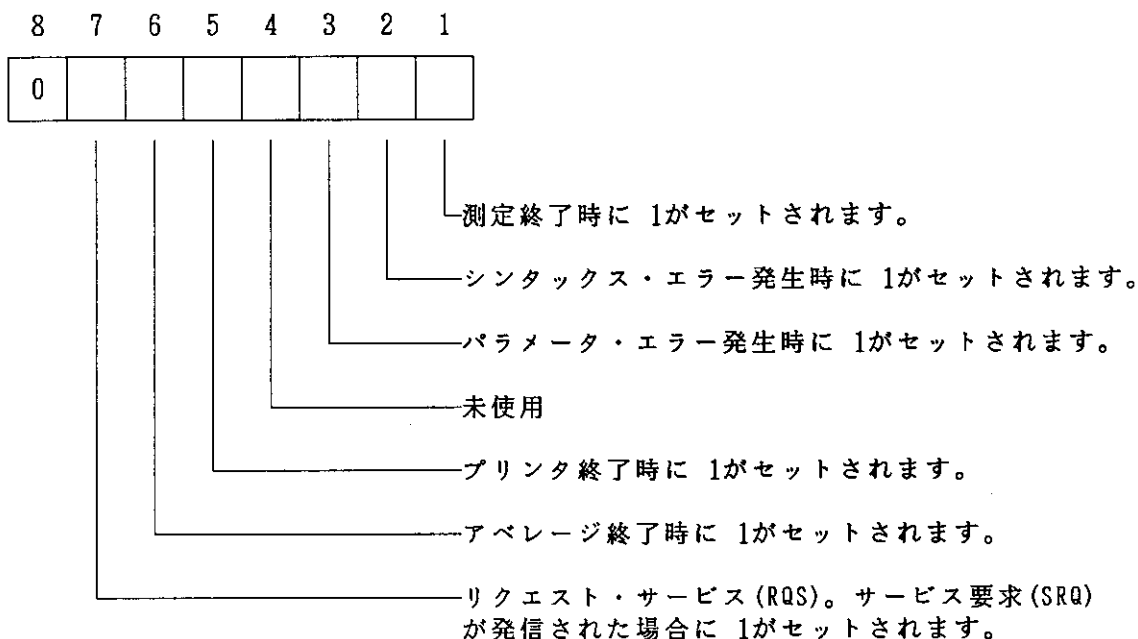 8 7 6 5 4 3 2 1
0
測定終了時に 1がセットされます。
シンタックス・エラー発生時に 1がセットされます。
パラメータ・エラー発生時に 1がセットされます。
未使用
プリンタ終了時に 1がセットされます。
アベレージ終了時に 1がセットされます。
リクエスト・サービス(RQS)。サービス要求(SRQ)
が発信された場合に 1がセットされます。